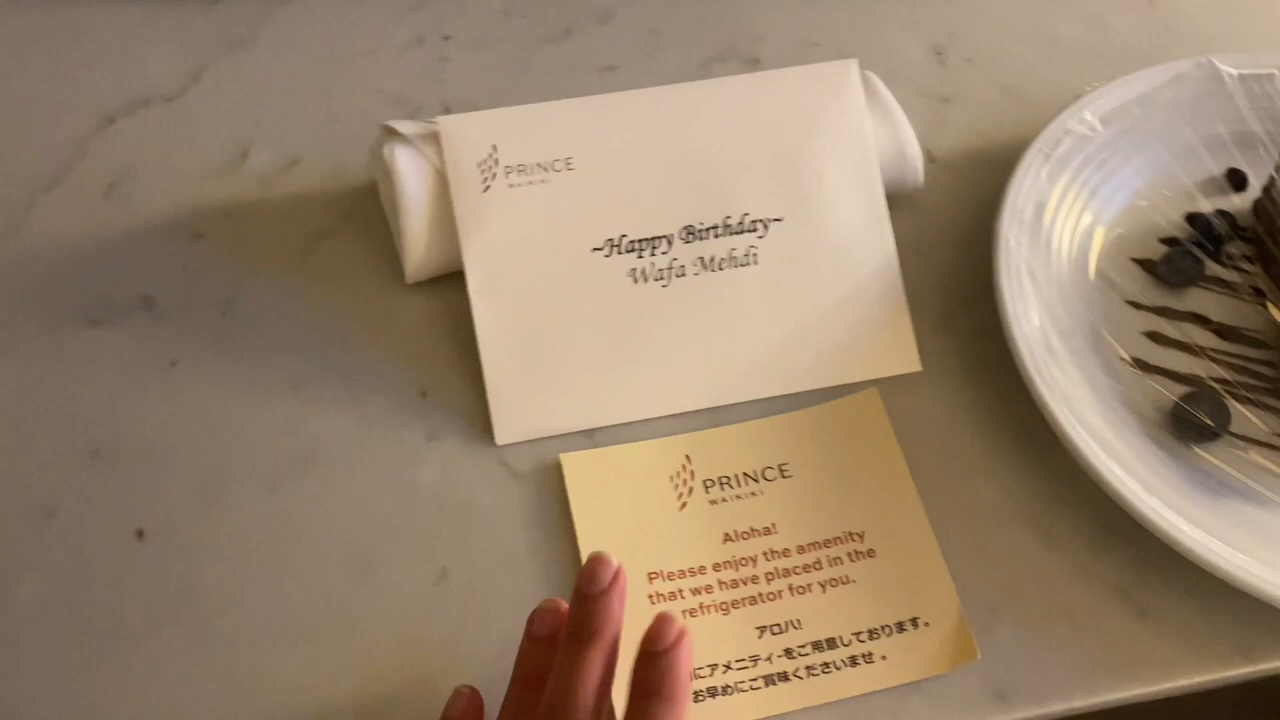 PRINCE
WAIKIKI
~Happy Birthday~
Wafa Mehdi
PRINCE
WAIKIKI
Aloha!
Please enjoy the amenity
that we have placed in the
refrigerator for you.
アロハ!
にアメニティ-をご用意しております。
お早めにご賞味くださいませ。